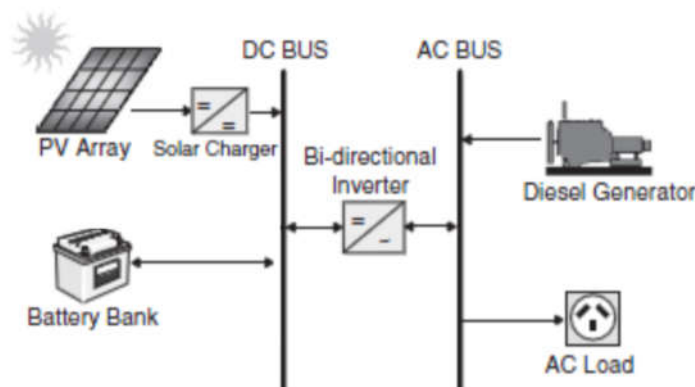 DC BUS
AC BUS
PV Array
Solar Charger
Bi-directional
Inverter
Diesel Generator
Battery Bank
AC Load